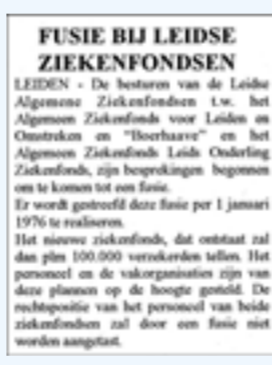 FUSIE BIJ LEIDSE
ZIEKENFONDSEN
LEIDEN - De besturen van de Leidse
Algemene Ziekenfondsen t.w. het
Algemeen Ziekenfonds voor Leiden en
Omstreken en "Boerhaave" en het
Algemeen Ziekenfonds Leids Onderling
Ziekenfonds, zijn besprekingen begonnen
om te komen tot een fusie.
Er wordt gestreefd deze fusie per 1 januari
1976 te realiseren.
Het nieuwe ziekenfonds, dat ontstaat zal
dan plm 100.000 verzekerden tellen. Het
personeel en de vakorganisaties zijn van
deze plannen op de hoogte gesteld. De
rechtspositie van het personeel van beide
ziekenfondsen zal door een fusie niet
worden aangetast.